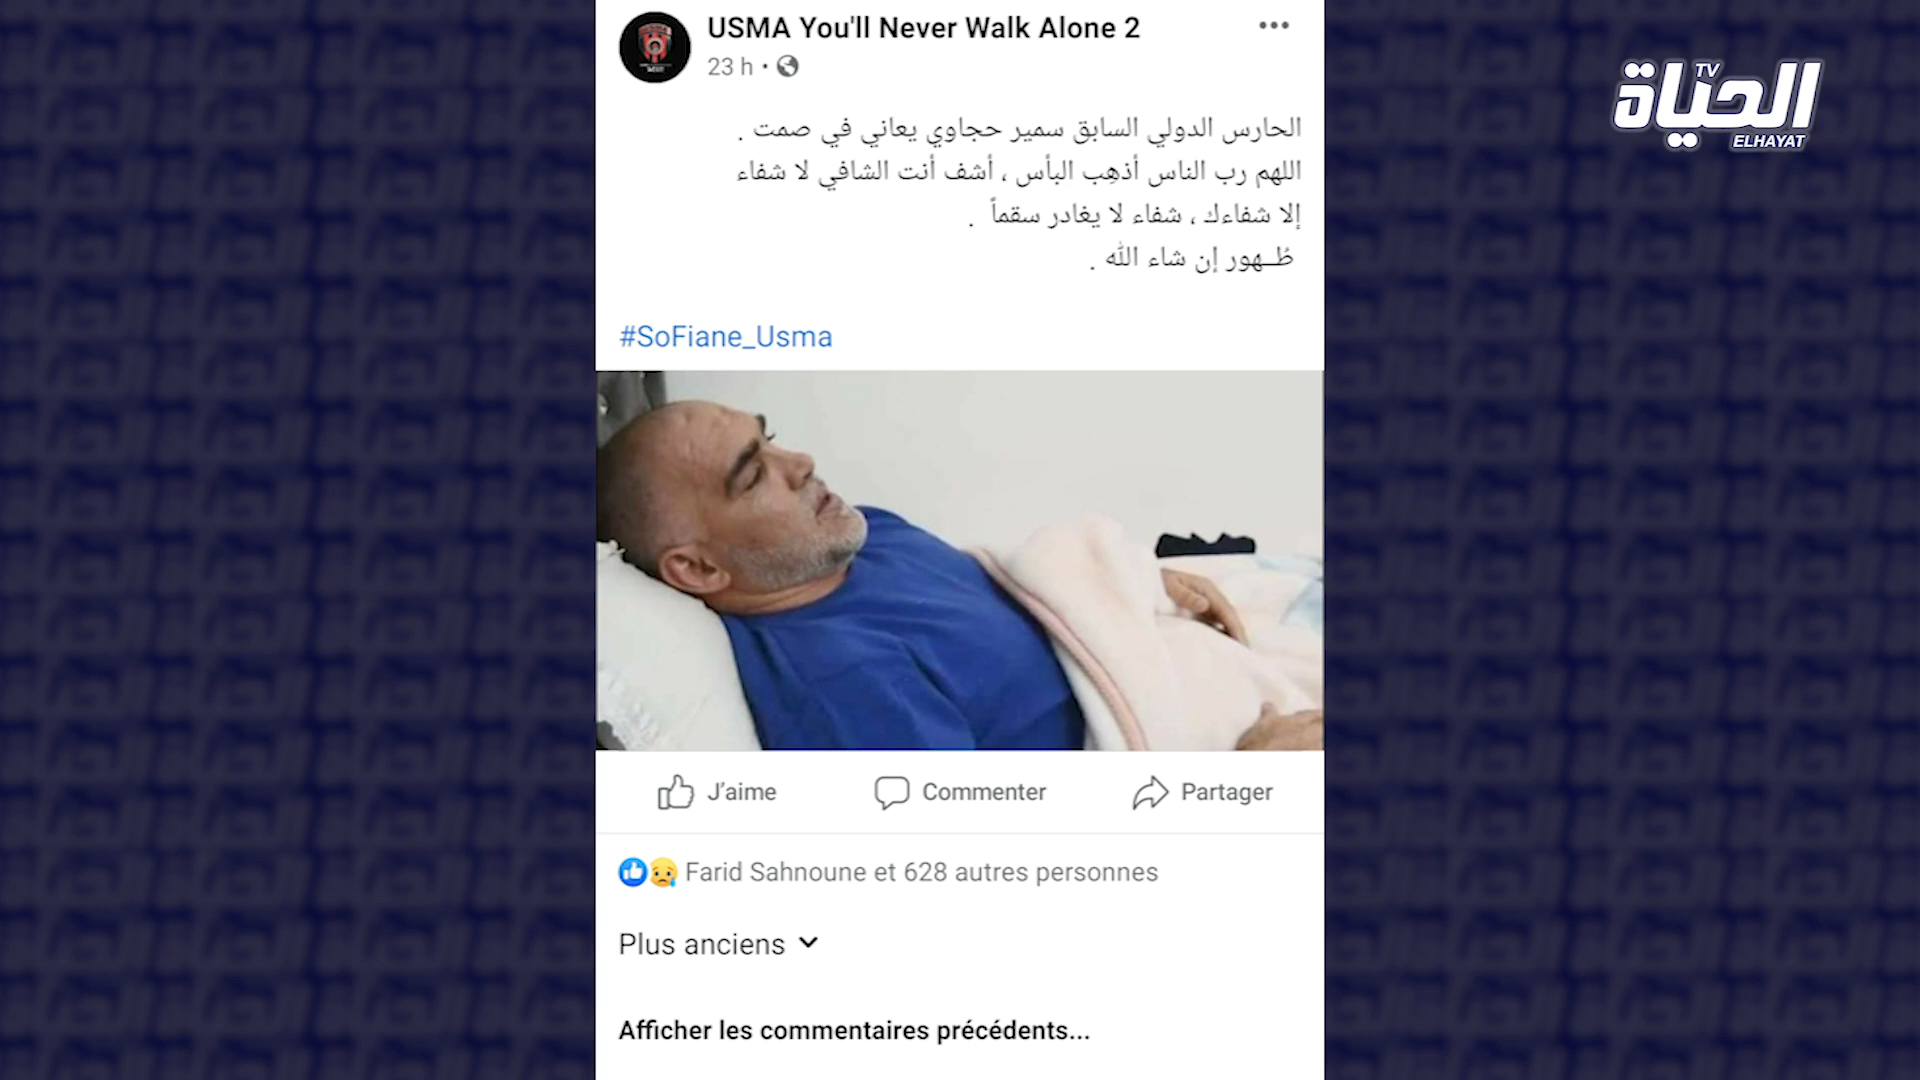 USMA You'll Never Walk Alone 2
23 h
الحارس الدولي السابق سمير حجاوي يعاني في صمت .
اللهم رب الناس أذهِب البأس ، أشف أنت الشافي لا شفاء
إلا شفاءك ، شفاء لا يغادر سقماً .
طُـهور إن شاء الله .
#SoFiane_Usma
J'aime
Commenter
Partager
Farid Sahnoune et 628 autres personnes
Plus anciens
Afficher les commentaires précédents...
الحياة TV
ELHAYAT